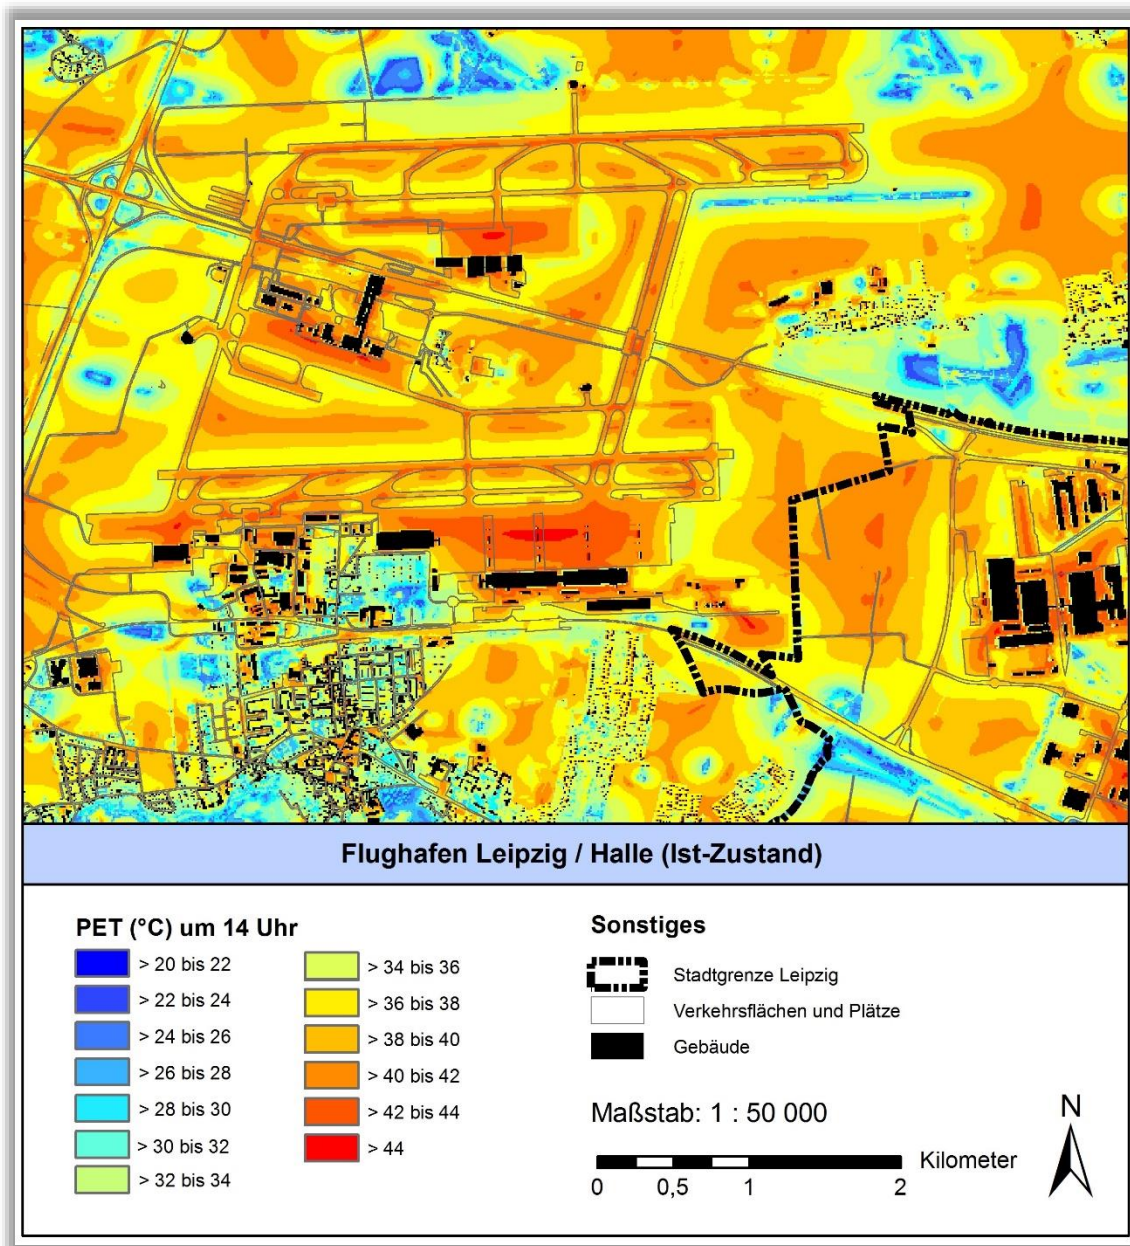 Flughafen Leipzig / Halle (Ist-Zustand)
PET (°C) um 14 Uhr
> 20 bis 22
> 22 bis 24
> 24 bis 26
> 26 bis 28
> 28 bis 30
> 30 bis 32
> 32 bis 34
> 34 bis 36
> 36 bis 38
> 38 bis 40
> 40 bis 42
> 42 bis 44
> 44
Sonstiges
Stadtgrenze Leipzig
Verkehrsflächen und Plätze
Gebäude
Maßstab: 1 : 50 000
Kilometer
0 0,5 1 2
N